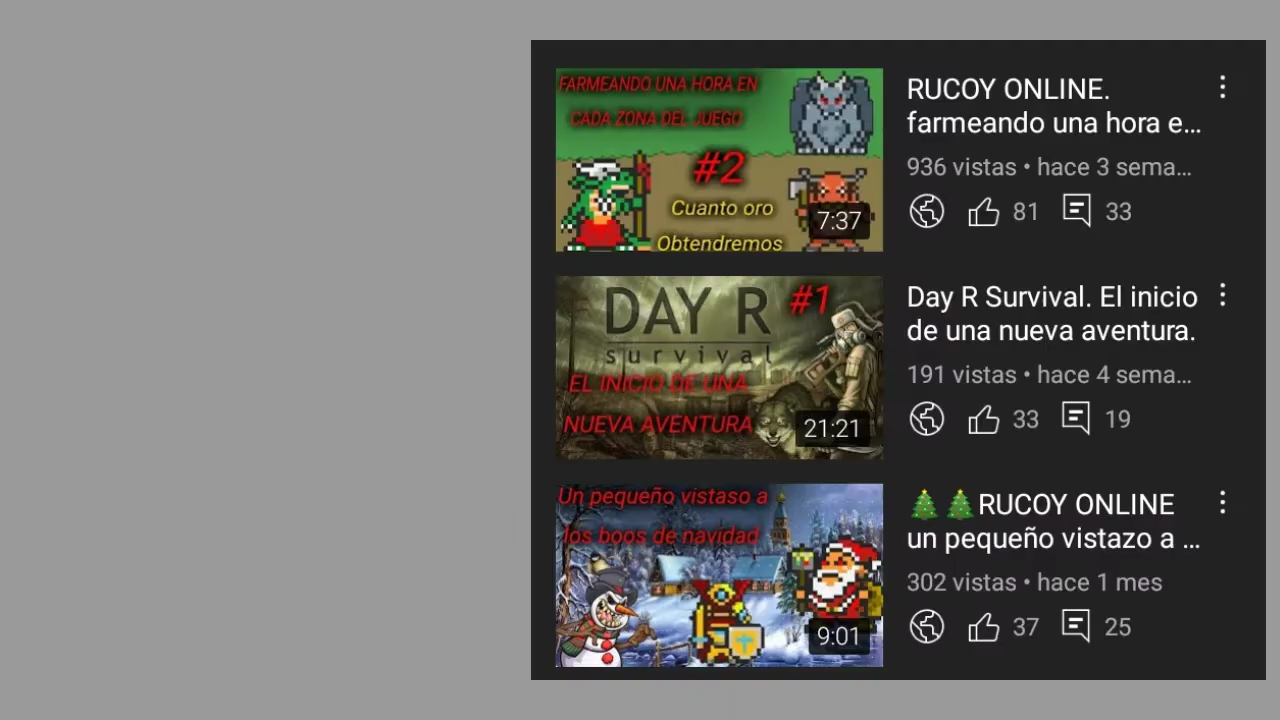 FARMEANDO UNA HORA EN
CADA ZONA DEL JUEGO
#2
Cuanto oro
Obtendremos
7:37
RUCOY ONLINE.
farmeando una hora e...
936 vistas • hace 3 sema...
81 33
DAY R #1
survival
EL INICIO DE UNA
NUEVA AVENTURA
21:21
Day R Survival. El inicio
de una nueva aventura.
191 vistas • hace 4 sema...
33 19
Un pequeño vistaso a
los boos de navidad
9:01
🎄🎄RUCOY ONLINE
un pequeño vistazo a ...
302 vistas • hace 1 mes
37 25